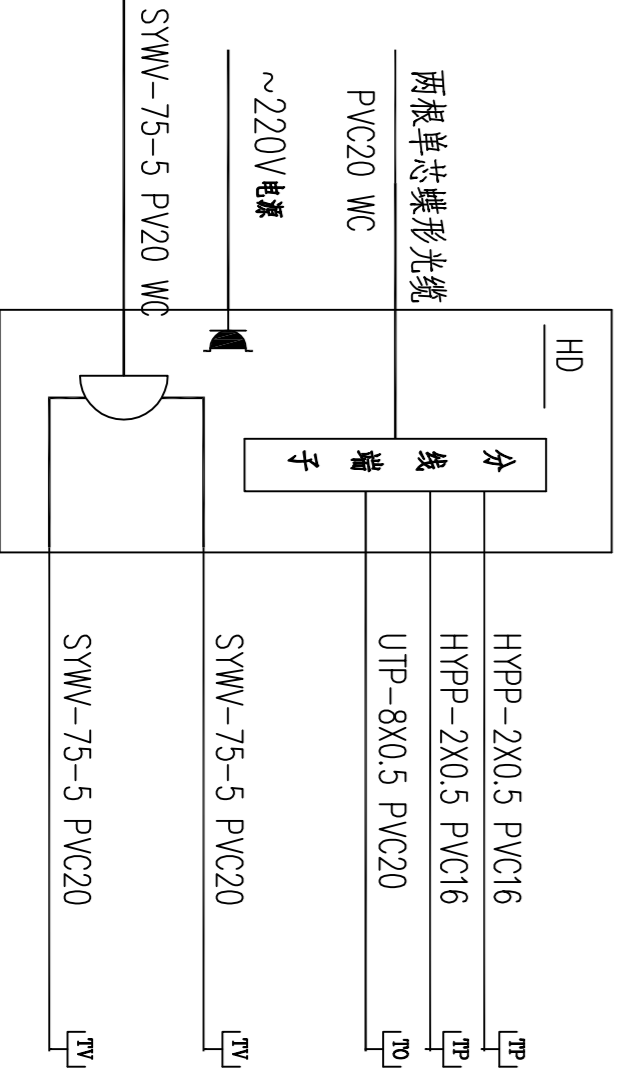 HD
两根单芯蝶形光缆
PVC20 WC
~220V电源
SYWV-75-5 PV20 WC
分线端子
HYPP-2X0.5 PVC16
TP
HYPP-2X0.5 PVC16
TP
UTP-8X0.5 PVC20
TO
SYWV-75-5 PVC20
TV
SYWV-75-5 PVC20
TV